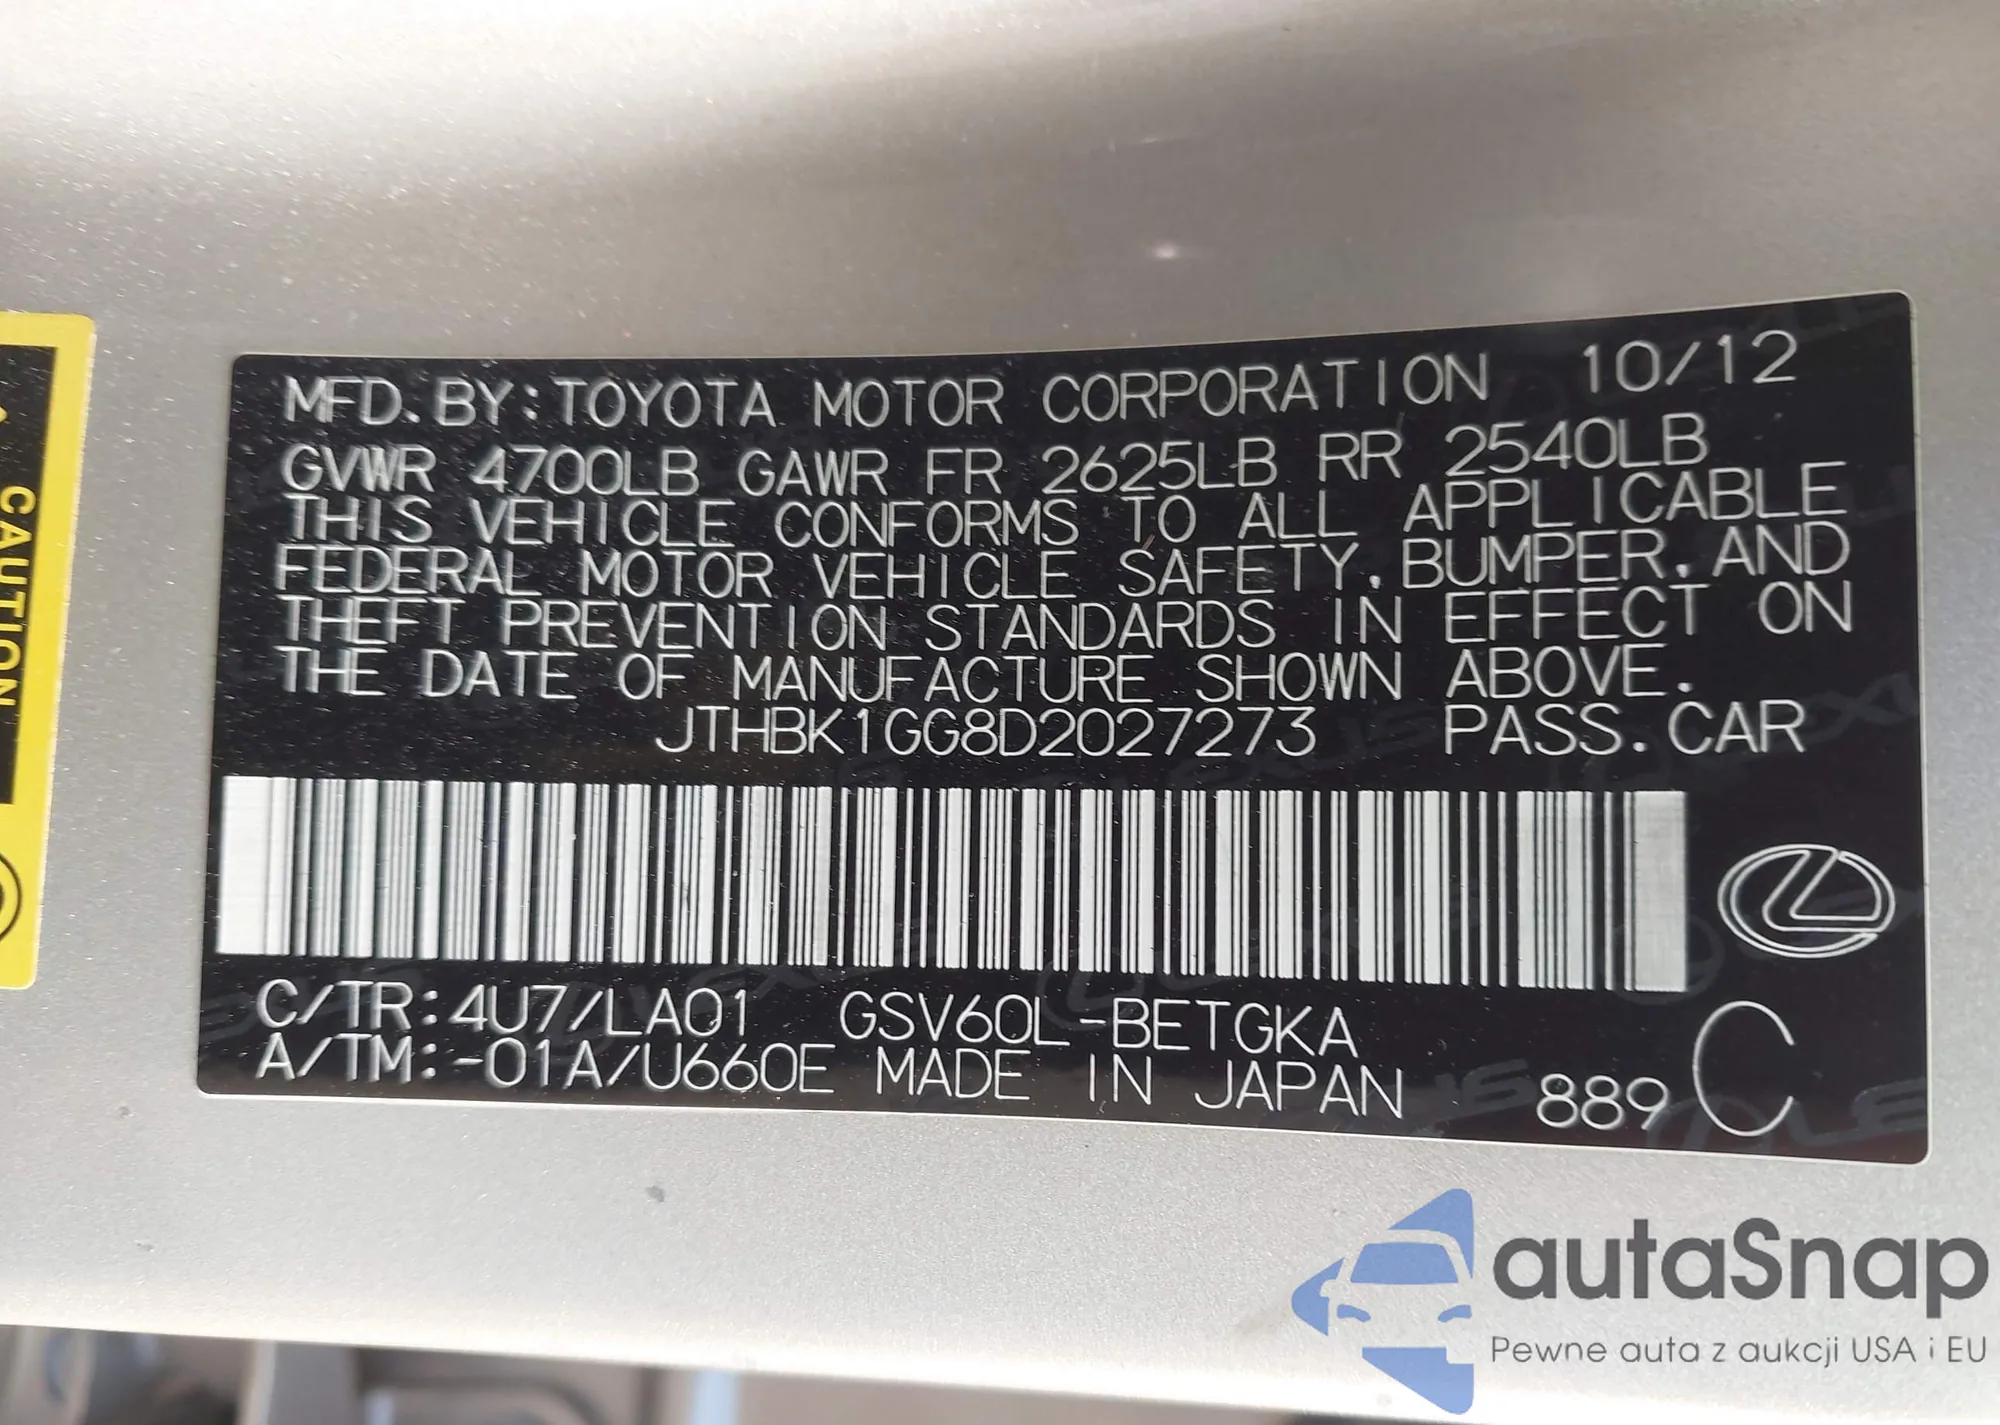 MFD. BY: TOYOTA MOTOR CORPORATION 10/12
GVWR 4700LB GAWR FR 2625LB RR 2540LB
THIS VEHICLE CONFORMS TO ALL APPLICABLE
FEDERAL MOTOR VEHICLE SAFETY, BUMPER, AND
THEFT PREVENTION STANDARDS IN EFFECT ON
THE DATE OF MANUFACTURE SHOWN ABOVE.
JTHBK1GG8D2027273 PASS. CAR
C/TR: 4U7/LA01 GSV60L-BETGKA
A/TM: -01A/U660E MADE IN JAPAN 889 C
CAUTION
autaSnap
Pewne auta z aukcji USA i EU